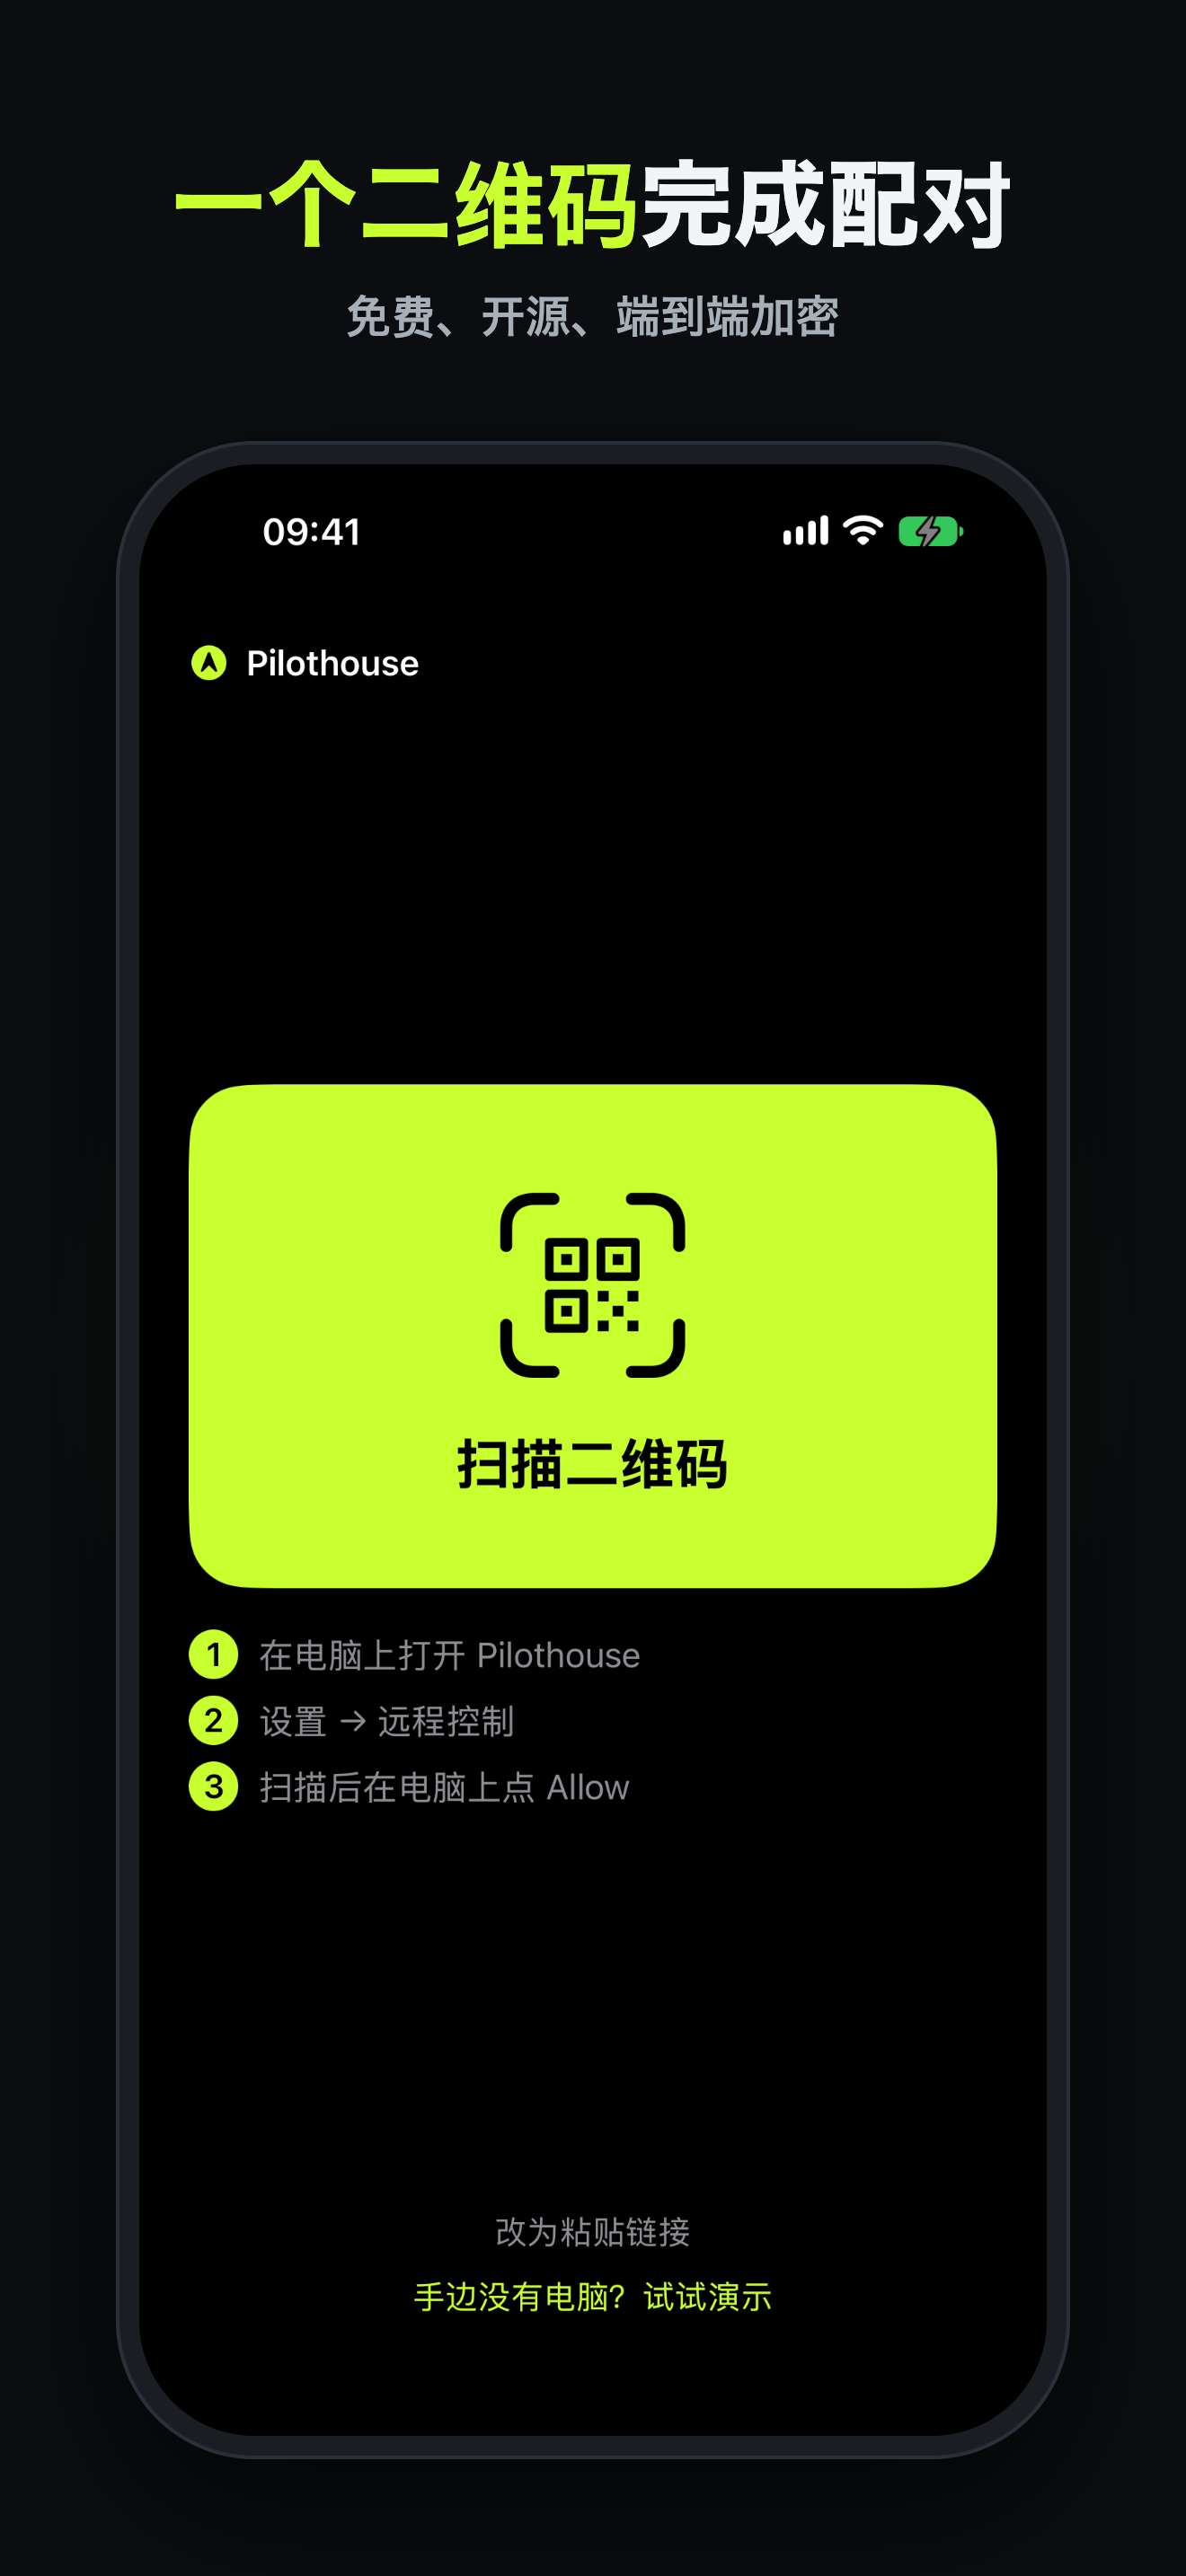 一个二维码完成配对
免费、开源、端到端加密
09:41
Pilothouse
扫描二维码
1 在电脑上打开 Pilothouse
2 设置 → 远程控制
3 扫描后在电脑上点 Allow
改为粘贴链接
手边没有电脑？试试演示